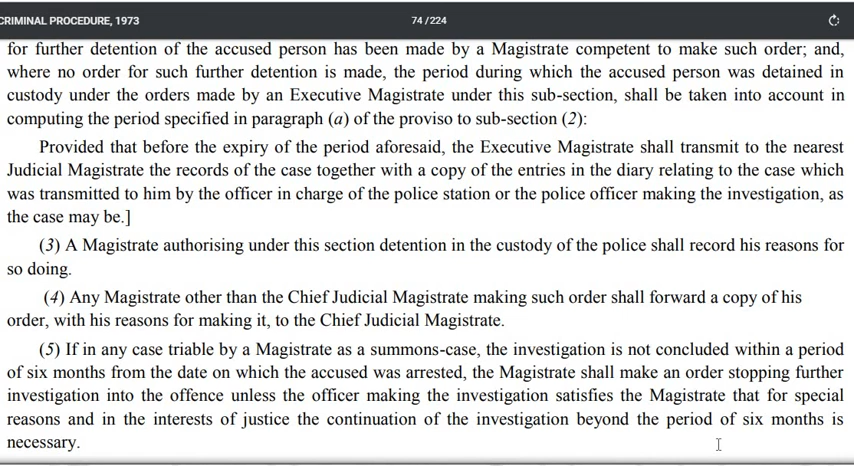 CRIMINAL PROCEDURE, 1973
74 / 224
for further detention of the accused person has been made by a Magistrate competent to make such order; and,
where no order for such further detention is made, the period during which the accused person was detained in
custody under the orders made by an Executive Magistrate under this sub-section, shall be taken into account in
computing the period specified in paragraph (a) of the proviso to sub-section (2):
Provided that before the expiry of the period aforesaid, the Executive Magistrate shall transmit to the nearest
Judicial Magistrate the records of the case together with a copy of the entries in the diary relating to the case which
was transmitted to him by the officer in charge of the police station or the police officer making the investigation, as
the case may be.]
(3) A Magistrate authorising under this section detention in the custody of the police shall record his reasons for
so doing.
(4) Any Magistrate other than the Chief Judicial Magistrate making such order shall forward a copy of his
order, with his reasons for making it, to the Chief Judicial Magistrate.
(5) If in any case triable by a Magistrate as a summons-case, the investigation is not concluded within a period
of six months from the date on which the accused was arrested, the Magistrate shall make an order stopping further
investigation into the offence unless the officer making the investigation satisfies the Magistrate that for special
reasons and in the interests of justice the continuation of the investigation beyond the period of six months is
necessary.